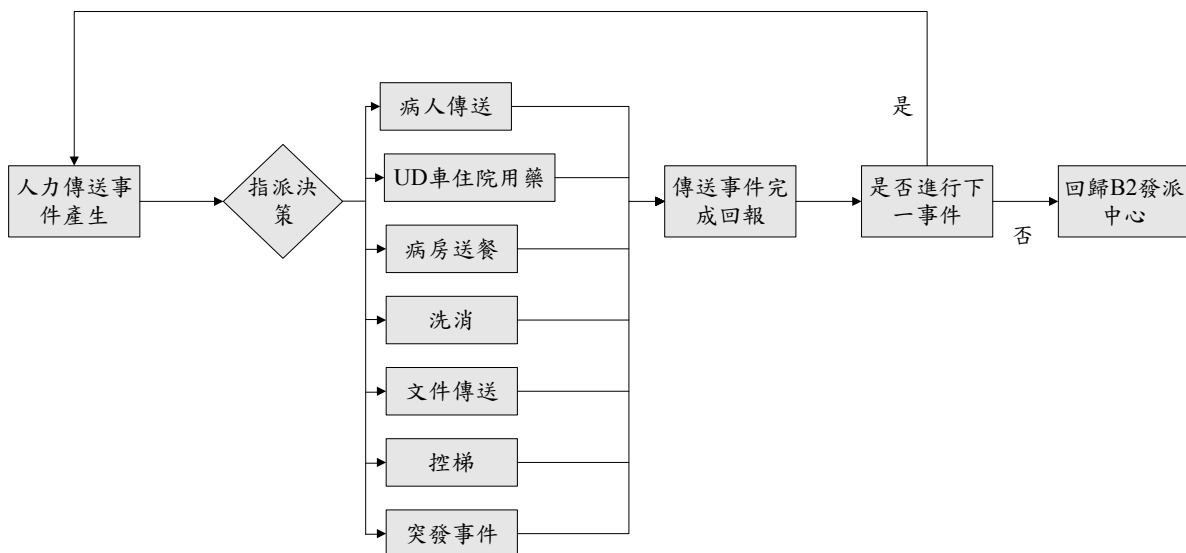 是
人力傳送事
件產生
指派決
策
病人傳送
UD車住院用藥
病房送餐
洗消
文件傳送
控梯
突發事件
傳送事件完
成回報
是否進行下
一事件
否
回歸B2發派
中心